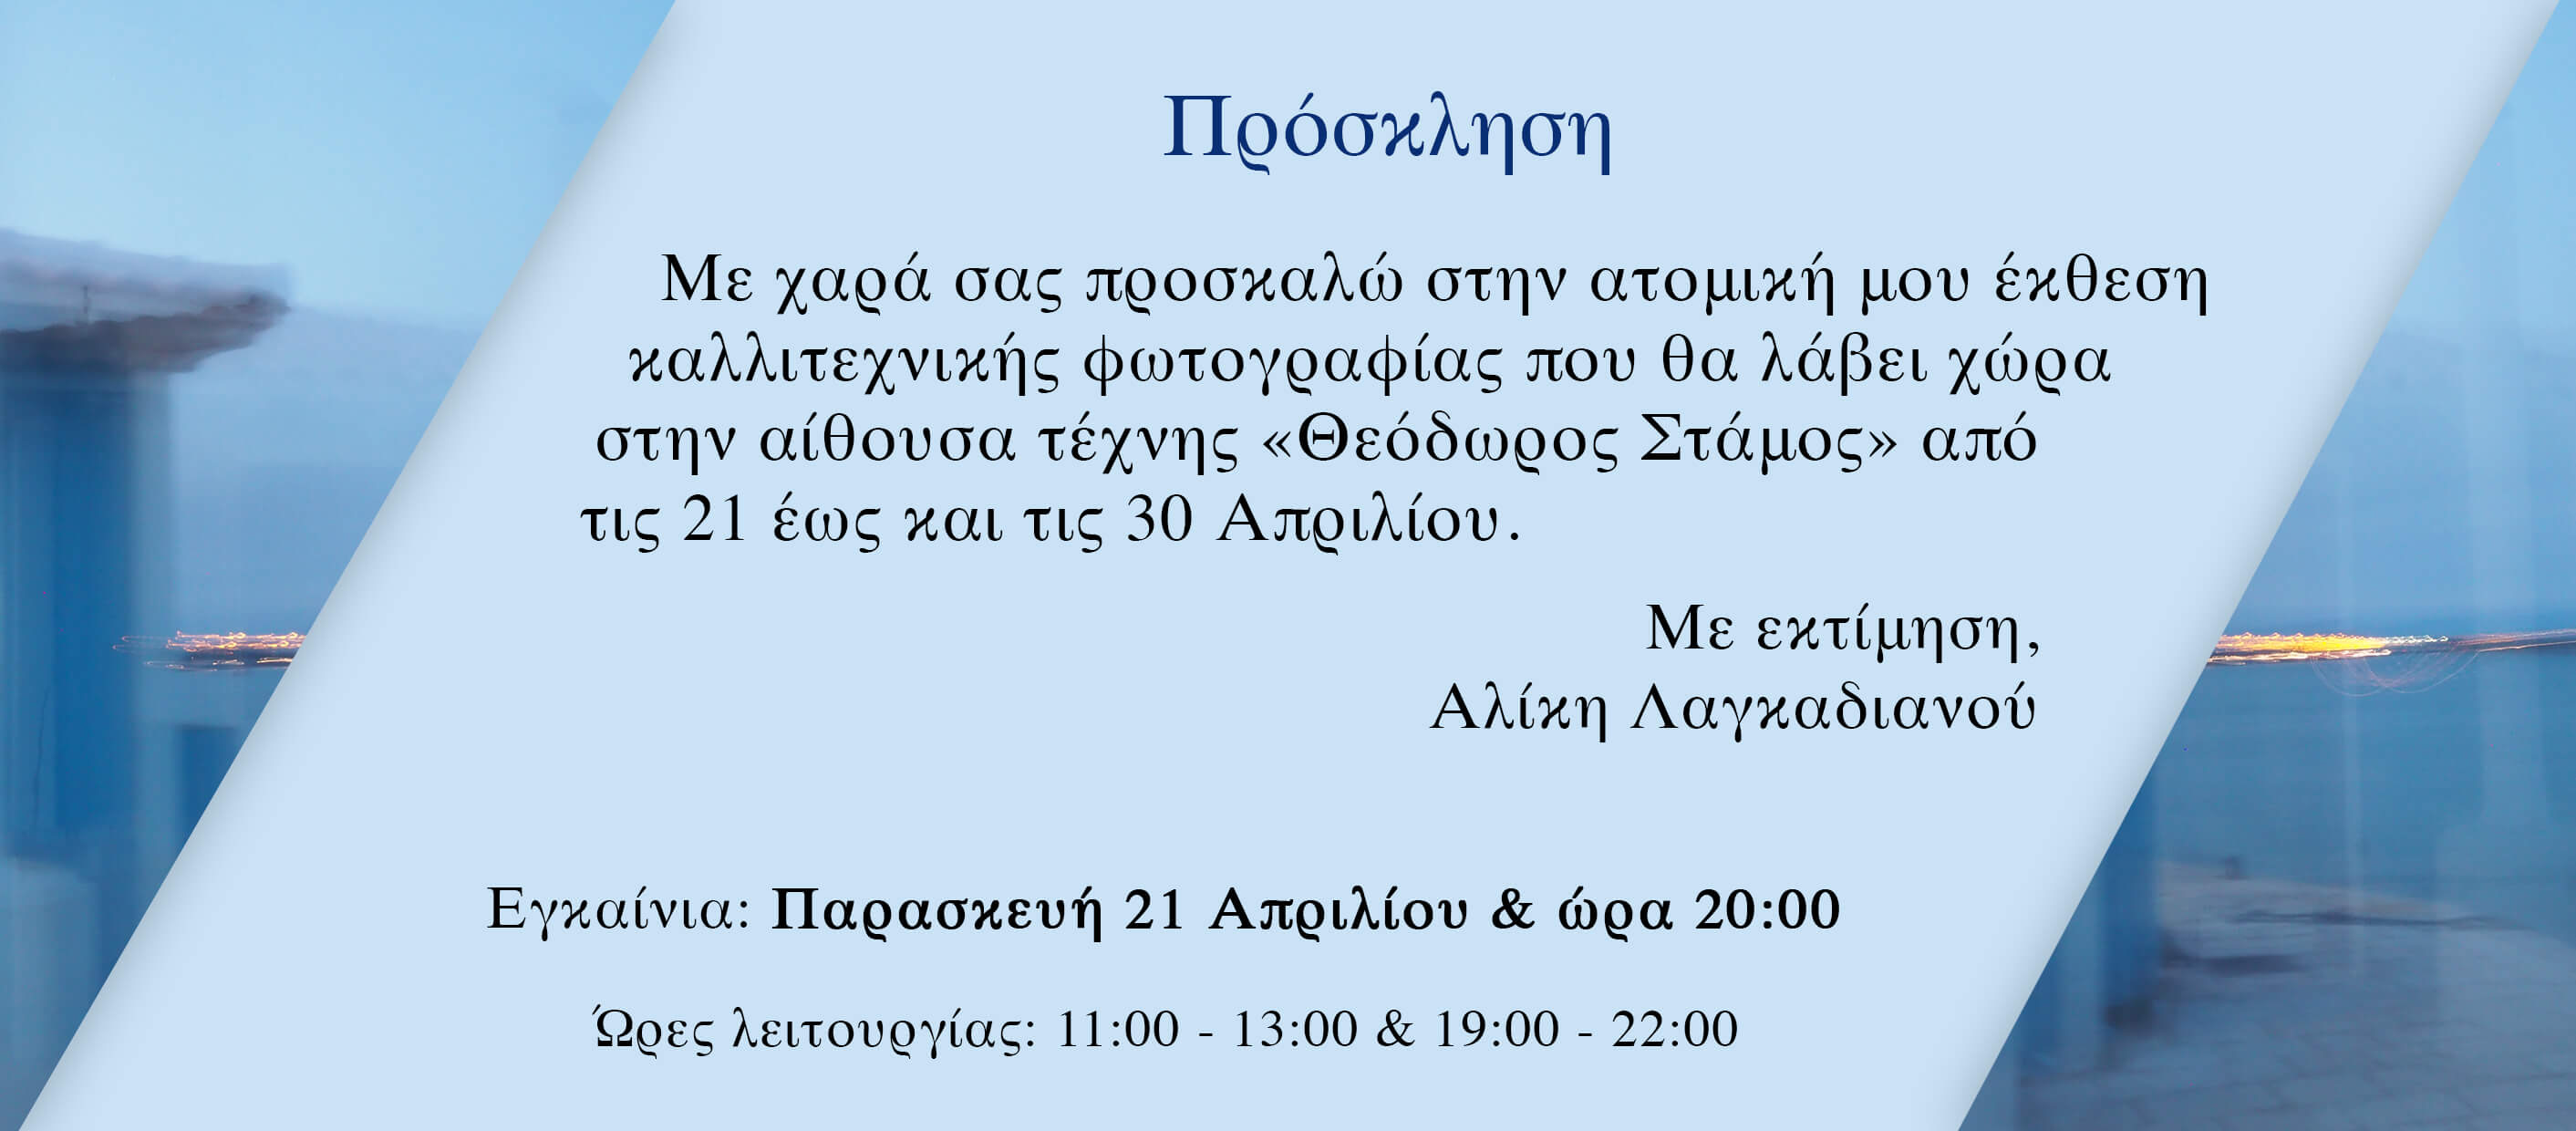 Πρόσκληση
Με χαρά σας προσκαλώ στην ατομική μου έκθεση
καλλιτεχνικής φωτογραφίας που θα λάβει χώρα
στην αίθουσα τέχνης «Θεόδωρος Στάμος» από
τις 21 έως και τις 30 Απριλίου.
Με εκτίμηση,
Αλίκη Λαγκαδιανού
Εγκαίνια: Παρασκευή 21 Απριλίου & ώρα 20:00
Ώρες λειτουργίας: 11:00 - 13:00 & 19:00 - 22:00